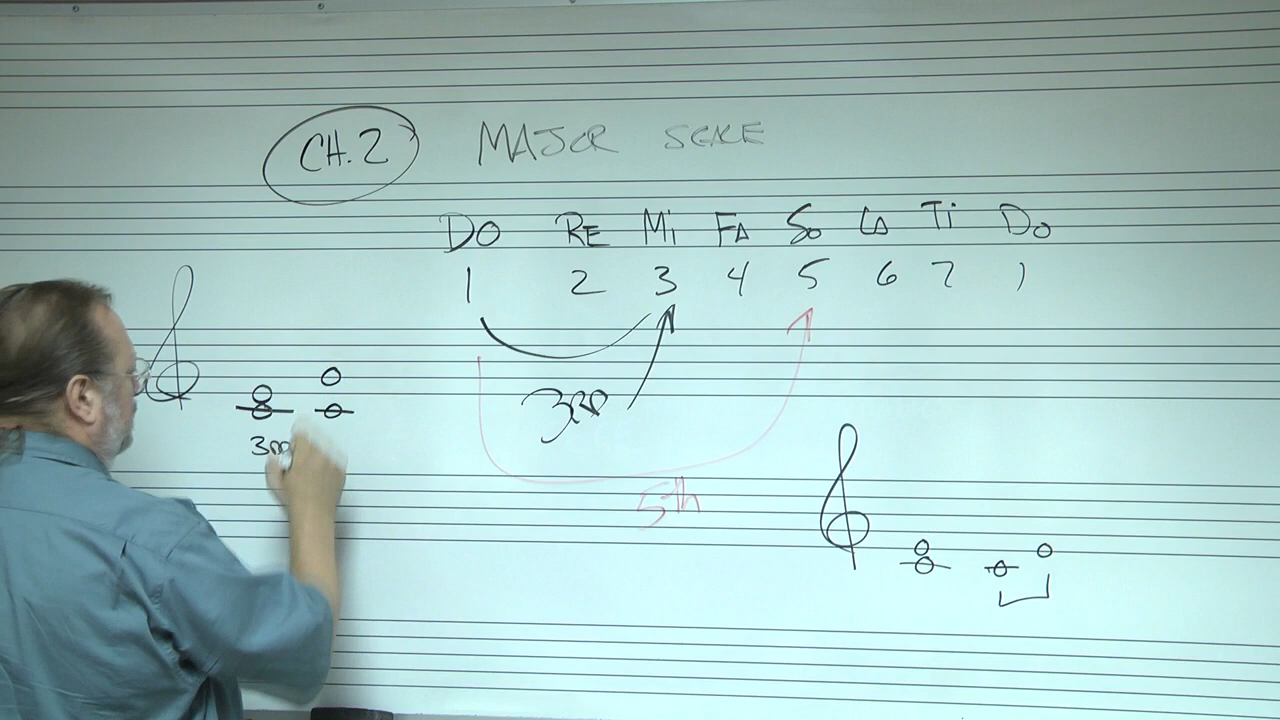 CH.2 MAJOR SCALE
DO RE Mi FA So LA Ti Do
1 2 3 4 5 6 7 1
3RD
3RD
5th